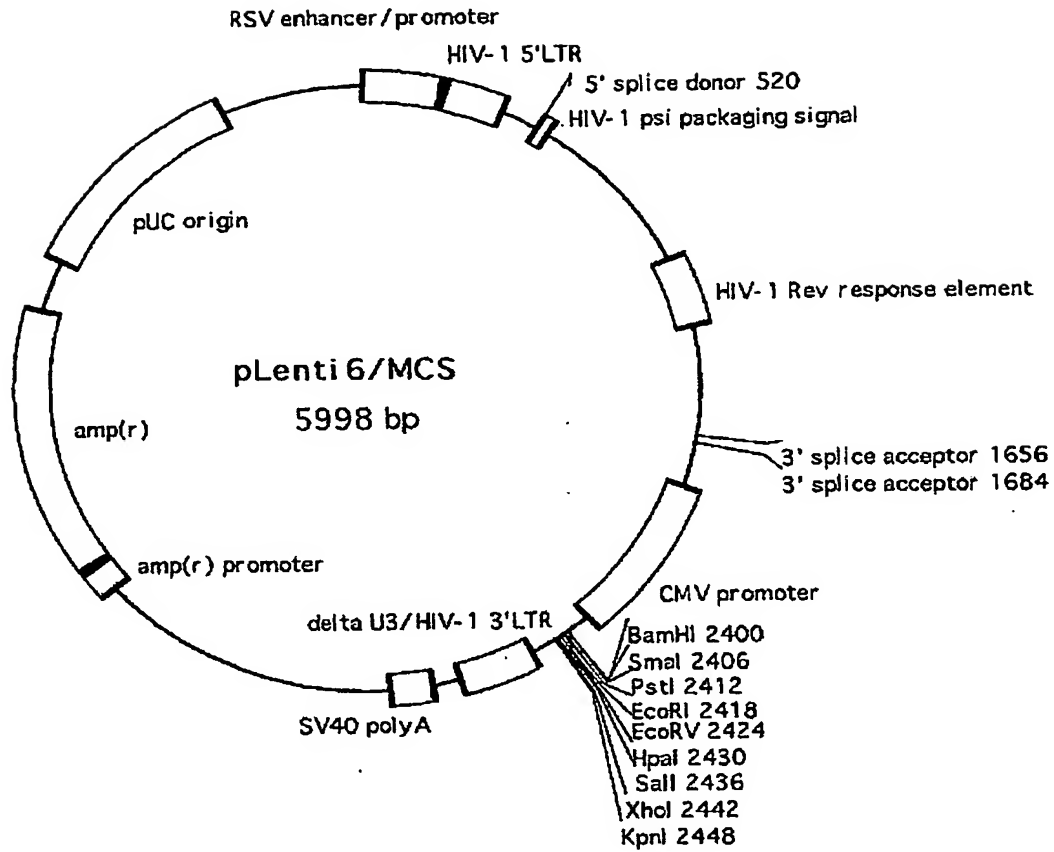 RSV enhancer/promoter
HIV-1 5'LTR
5' splice donor 520
HIV-1 psi packaging signal
pUC origin
HIV-1 Rev response element
pLenti6/MCS
5998 bp
amp(r)
3' splice acceptor 1656
3' splice acceptor 1684
amp(r) promoter
CMV promoter
delta U3/HIV-1 3'LTR
BamHI 2400
SmaI 2406
PstI 2412
EcoRI 2418
SV40 polyA
EcoRV 2424
HpaI 2430
SalI 2436
XhoI 2442
KpnI 2448